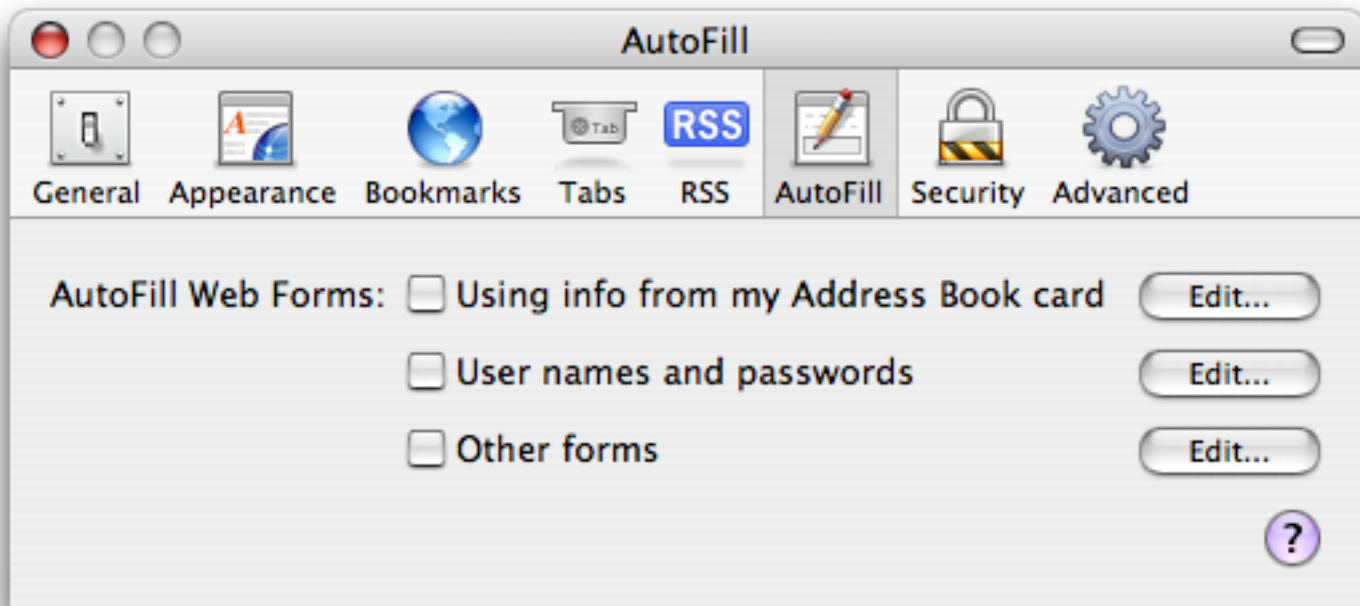 AutoFill
Tab
RSS
General Appearance Bookmarks Tabs RSS AutoFill Security Advanced
AutoFill Web Forms: Using info from my Address Book card Edit...
User names and passwords Edit...
Other forms Edit...
?